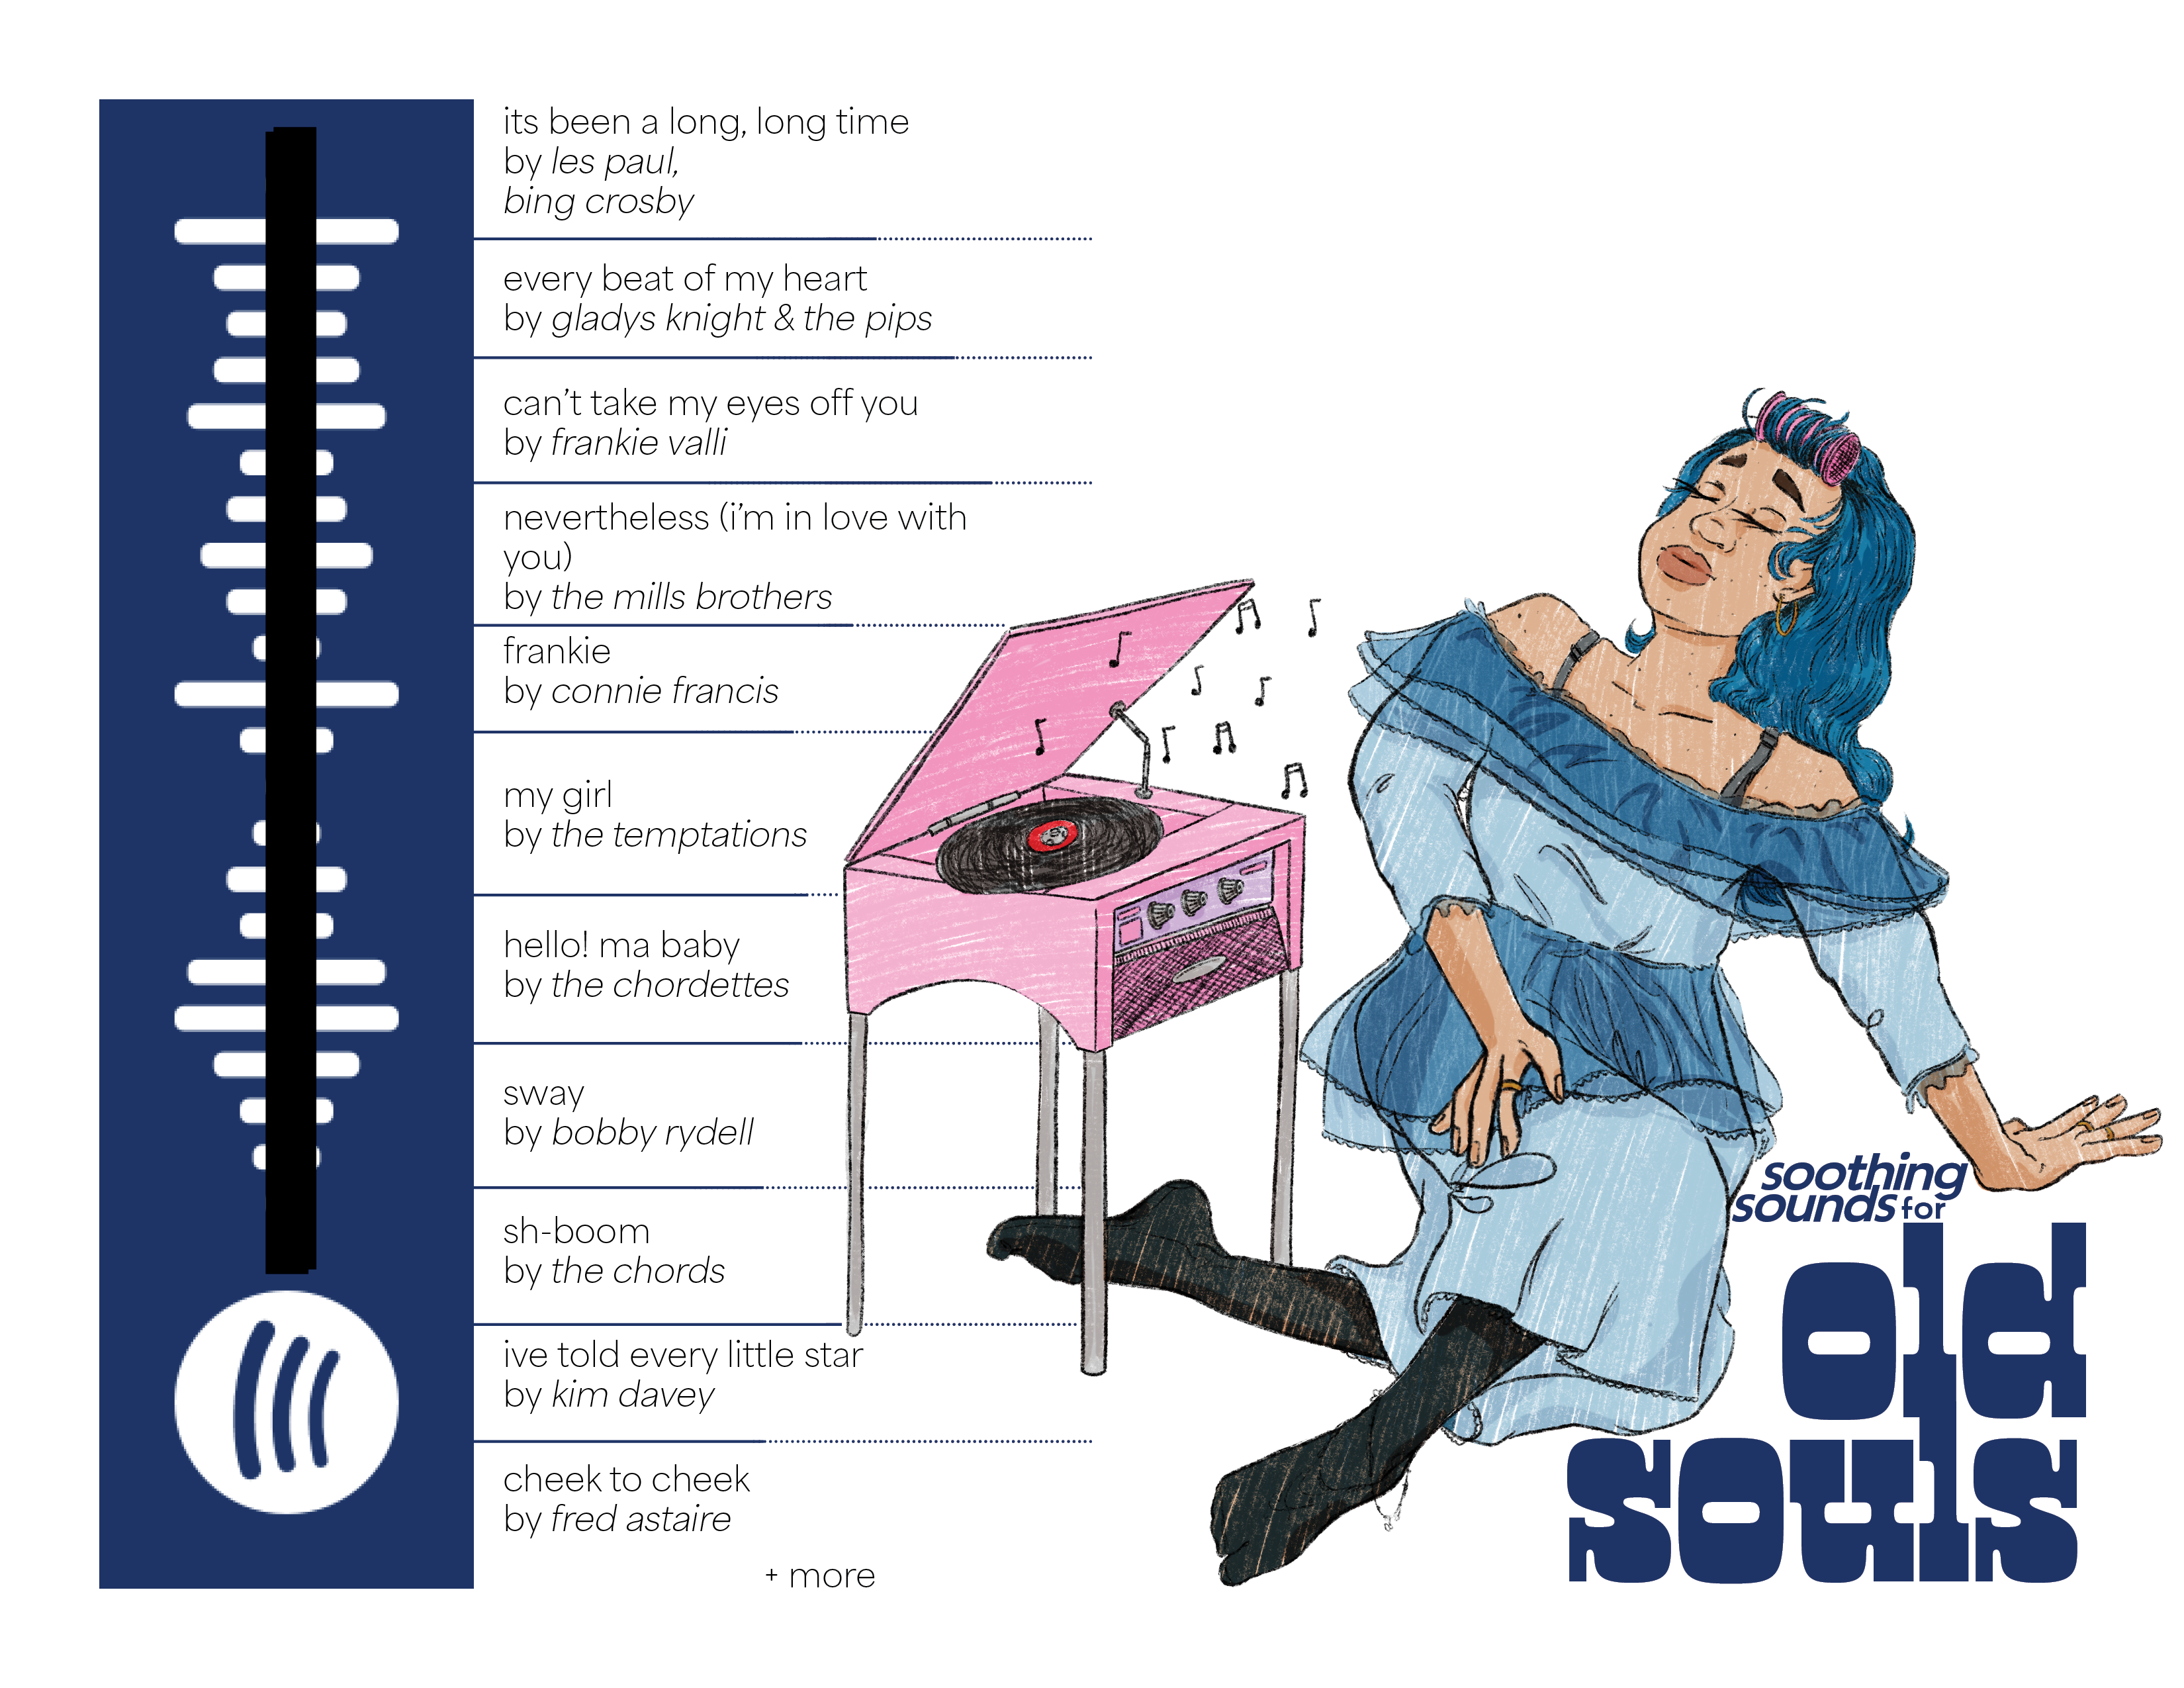 its been a long, long time
by les paul,
bing crosby
every beat of my heart
by gladys knight & the pips
can’t take my eyes off you
by frankie valli
nevertheless (i’m in love with
you)
by the mills brothers
frankie
by connie francis
my girl
by the temptations
hello! ma baby
by the chordettes
sway
by bobby rydell
sh-boom
by the chords
ive told every little star
by kim davey
cheek to cheek
by fred astaire
+ more
soothing
sounds for
old
souls